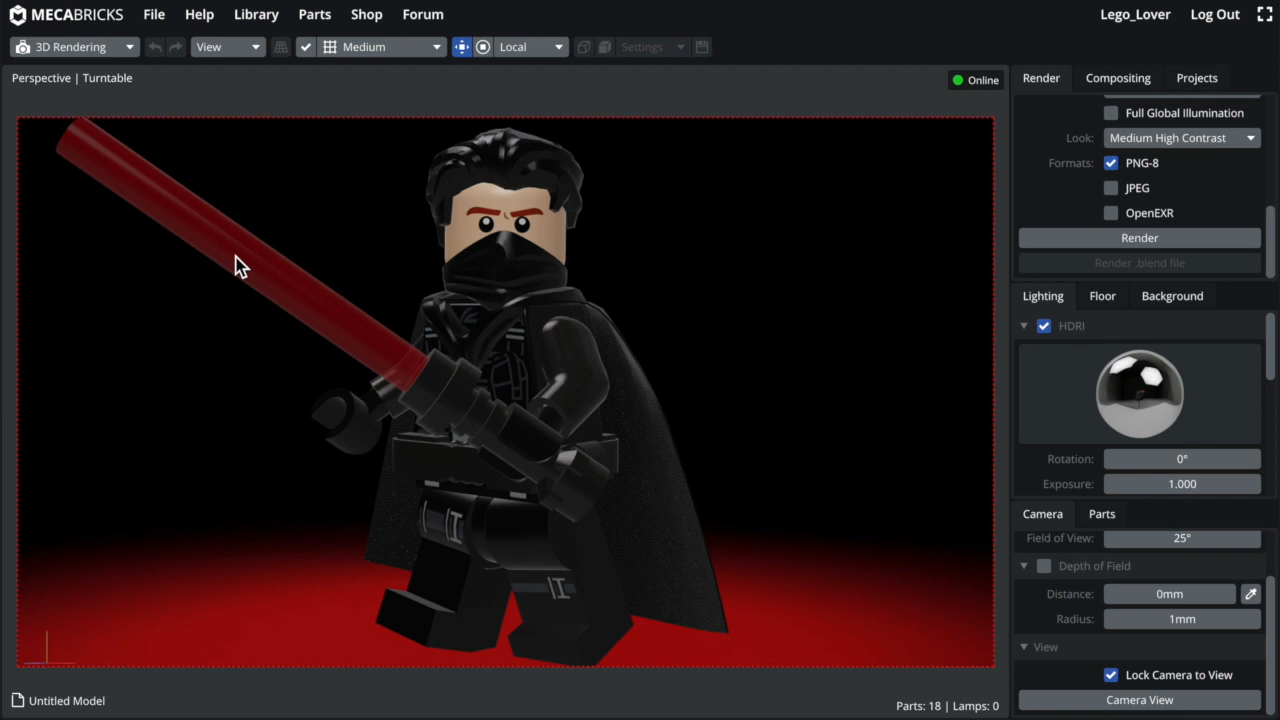 MECABRICKS File Help Library Parts Shop Forum Lego_Lover Log Out
3D Rendering View Medium Local Settings
Perspective | Turntable
Online
Render Compositing Projects
Full Global Illumination
Look: Medium High Contrast
Formats: PNG-8
JPEG
OpenEXR
Render
Render .blend file
Lighting Floor Background
HDRI
Rotation: 0°
Exposure: 1.000
Camera Parts
Field of View: 25°
Depth of Field
Distance: 0mm
Radius: 1mm
View
Lock Camera to View
Camera View
Untitled Model
Parts: 18 | Lamps: 0